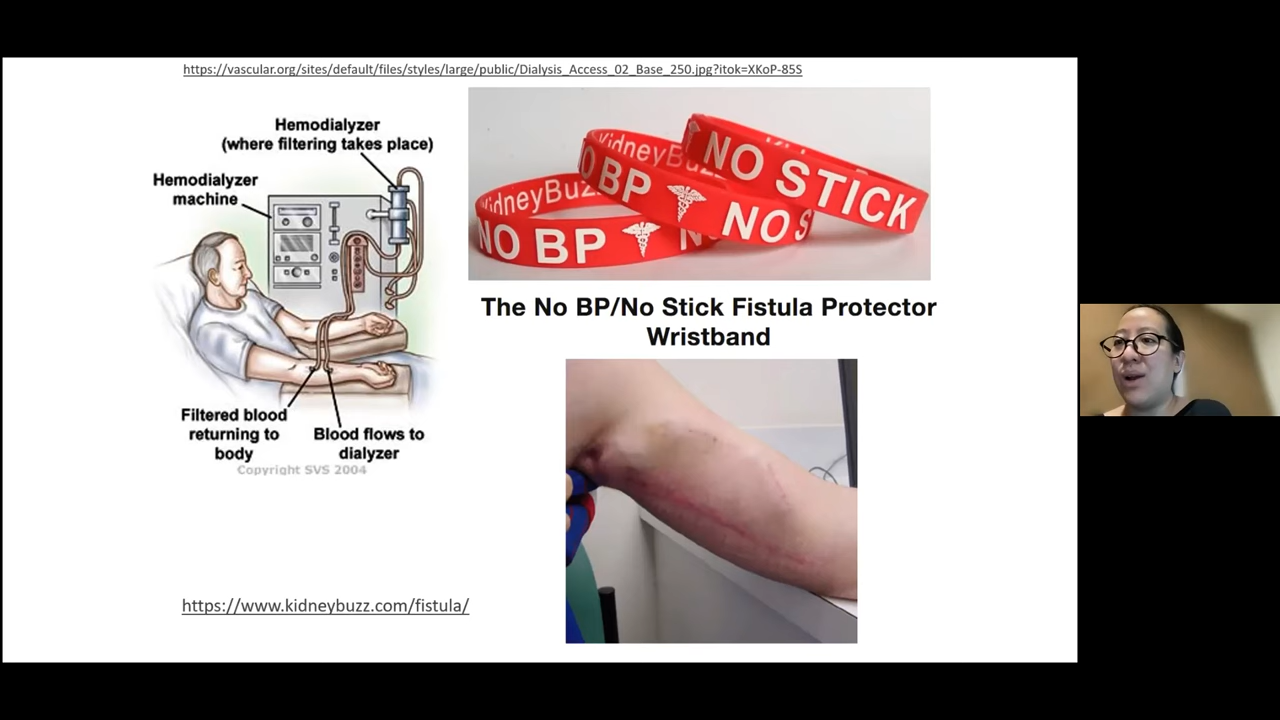 https://vascular.org/sites/default/files/styles/large/public/Dialysis_Access_02_Base_250.jpg?itok=XKoP-85S
Hemodialyzer
(where filtering takes place)
Hemodialyzer
machine
Filtered blood
returning to
body
Blood flows to
dialyzer
Copyright SVS 2004
KidneyBuzz
NO BP
N
KidneyBuzz
O BP
NO S
NO STICK
The No BP/No Stick Fistula Protector
Wristband
https://www.kidneybuzz.com/fistula/